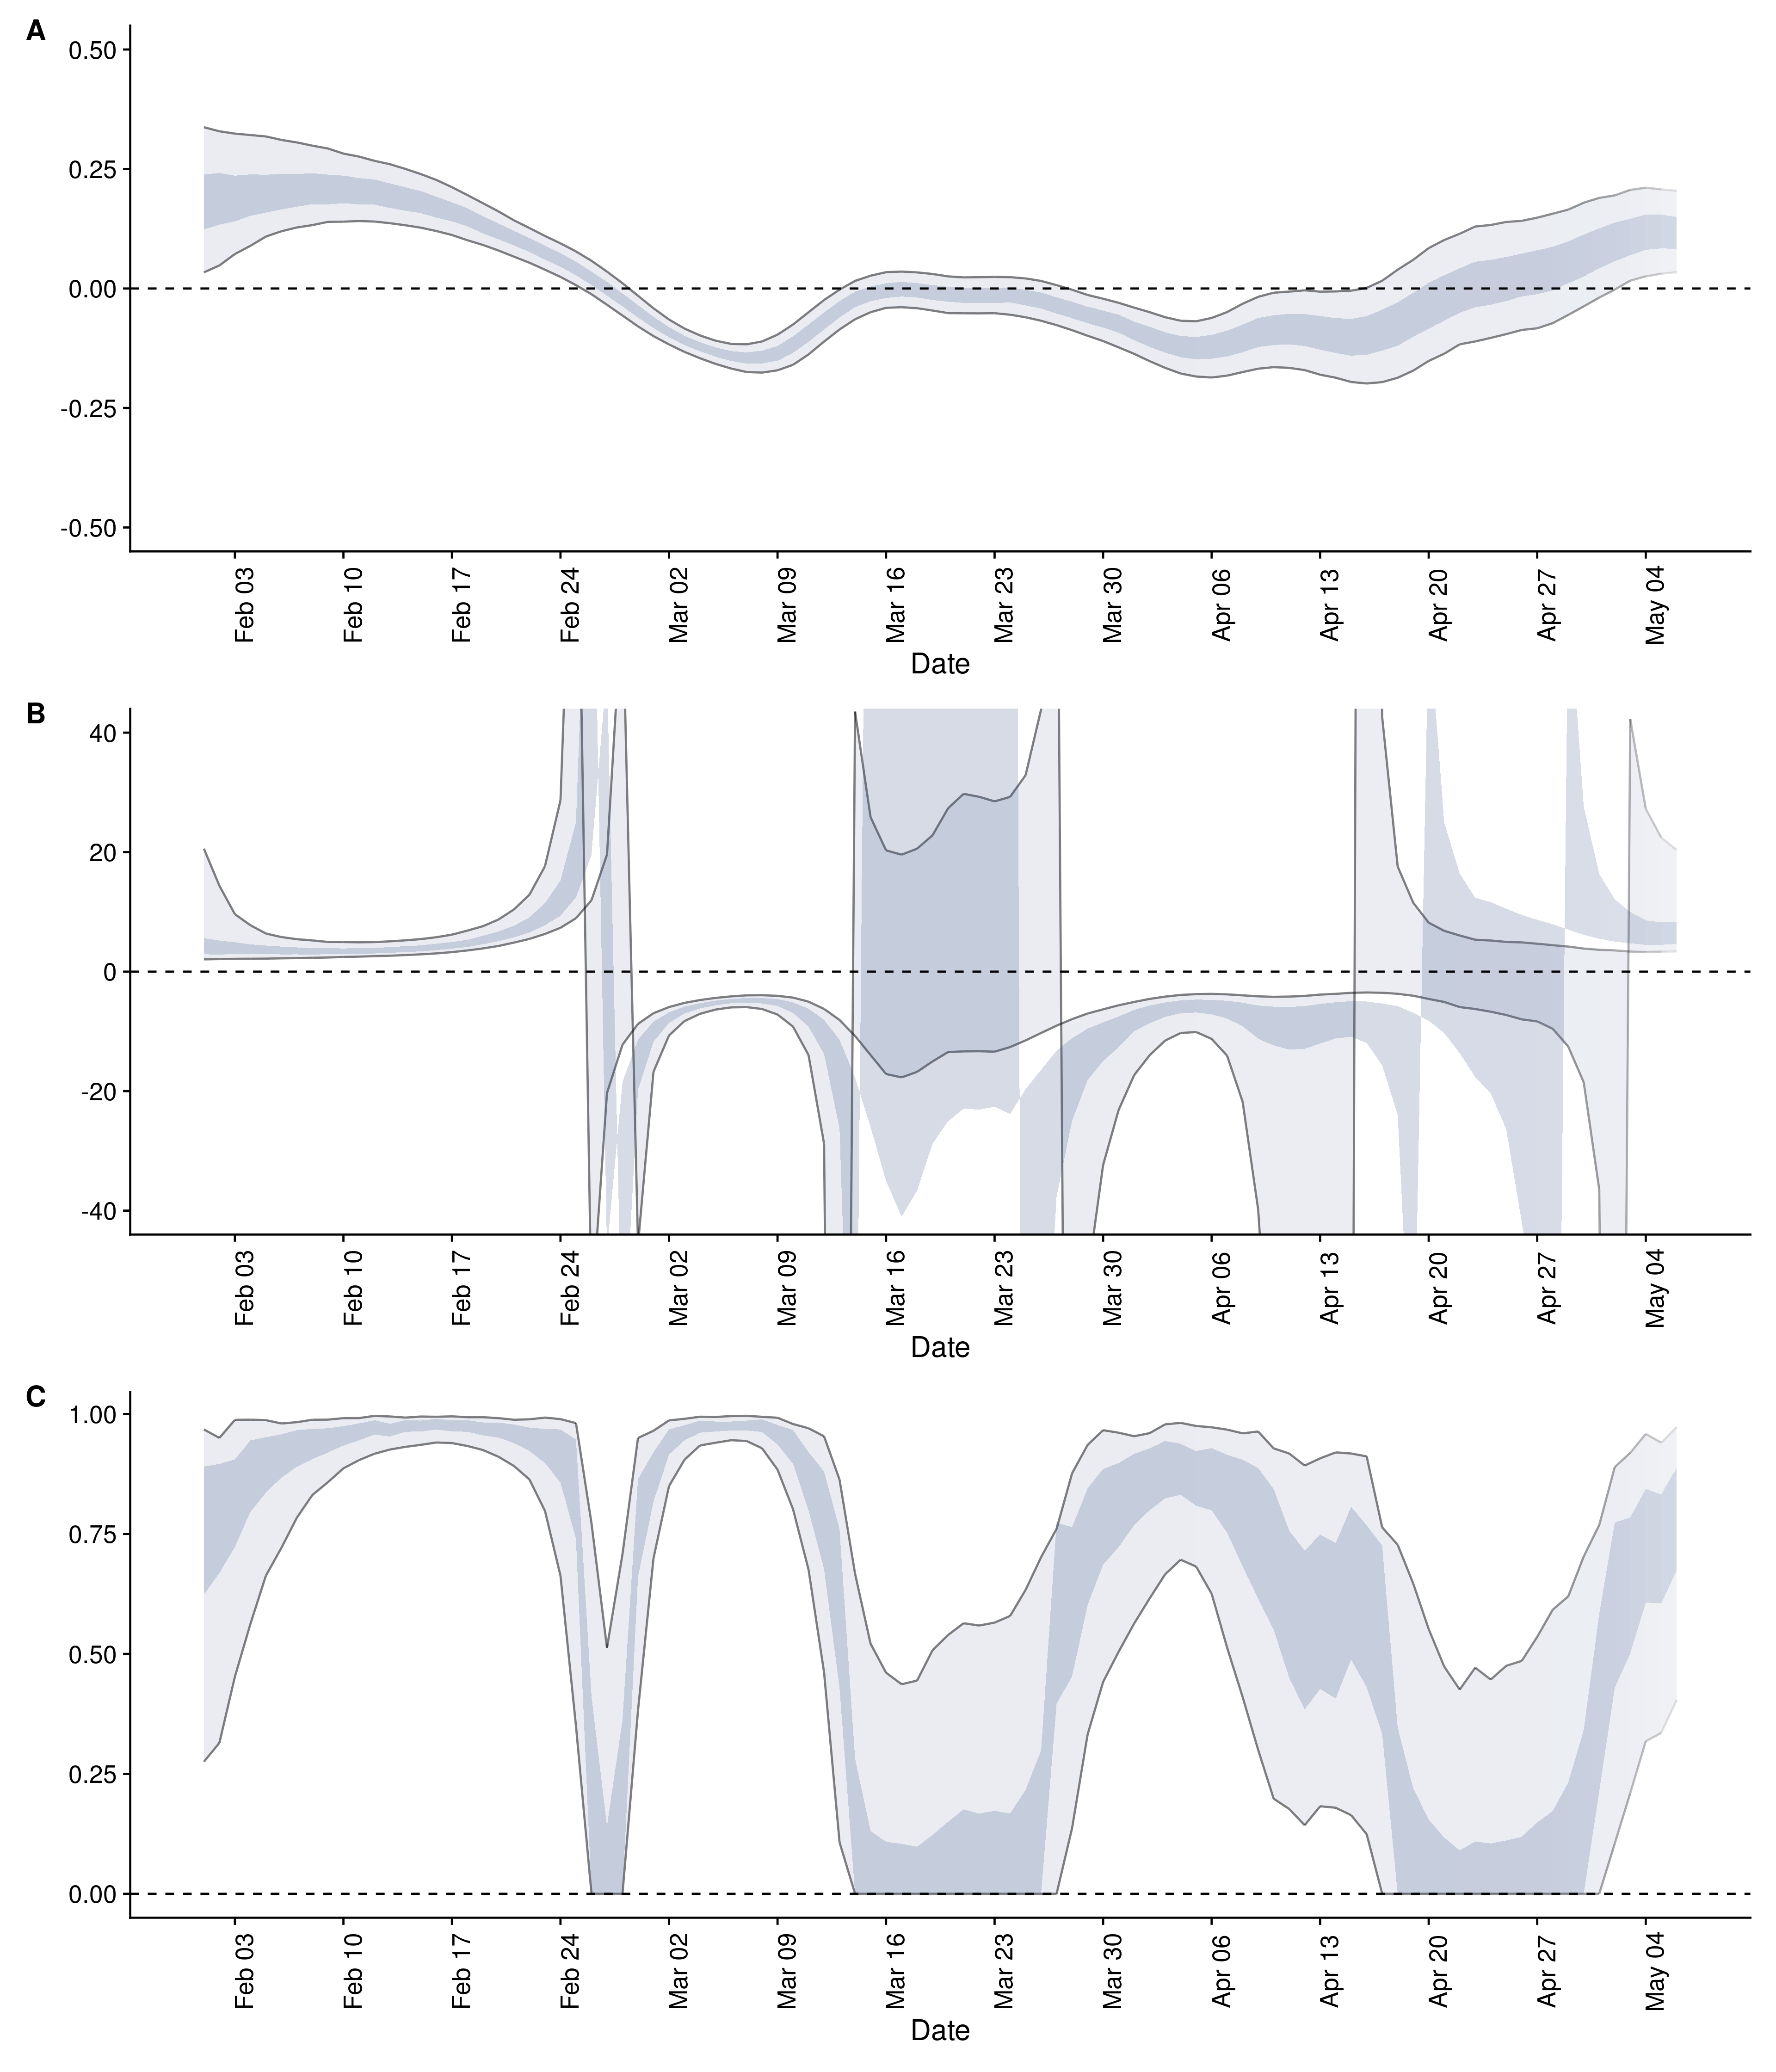 A
0.50
0.25
0.00
-0.25
-0.50
Feb 03
Feb 10
Feb 17
Feb 24
Mar 02
Mar 09
Mar 16
Mar 23
Mar 30
Apr 06
Apr 13
Apr 20
Apr 27
May 04
Date
B
40
20
0
-20
-40
Feb 03
Feb 10
Feb 17
Feb 24
Mar 02
Mar 09
Mar 16
Mar 23
Mar 30
Apr 06
Apr 13
Apr 20
Apr 27
May 04
Date
C
1.00
0.75
0.50
0.25
0.00
Feb 03
Feb 10
Feb 17
Feb 24
Mar 02
Mar 09
Mar 16
Mar 23
Mar 30
Apr 06
Apr 13
Apr 20
Apr 27
May 04
Date